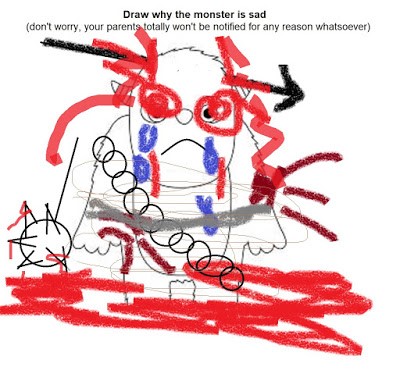 Draw why the monster is sad
(don't worry, your parents totally won't be notified for any reason whatsoever)